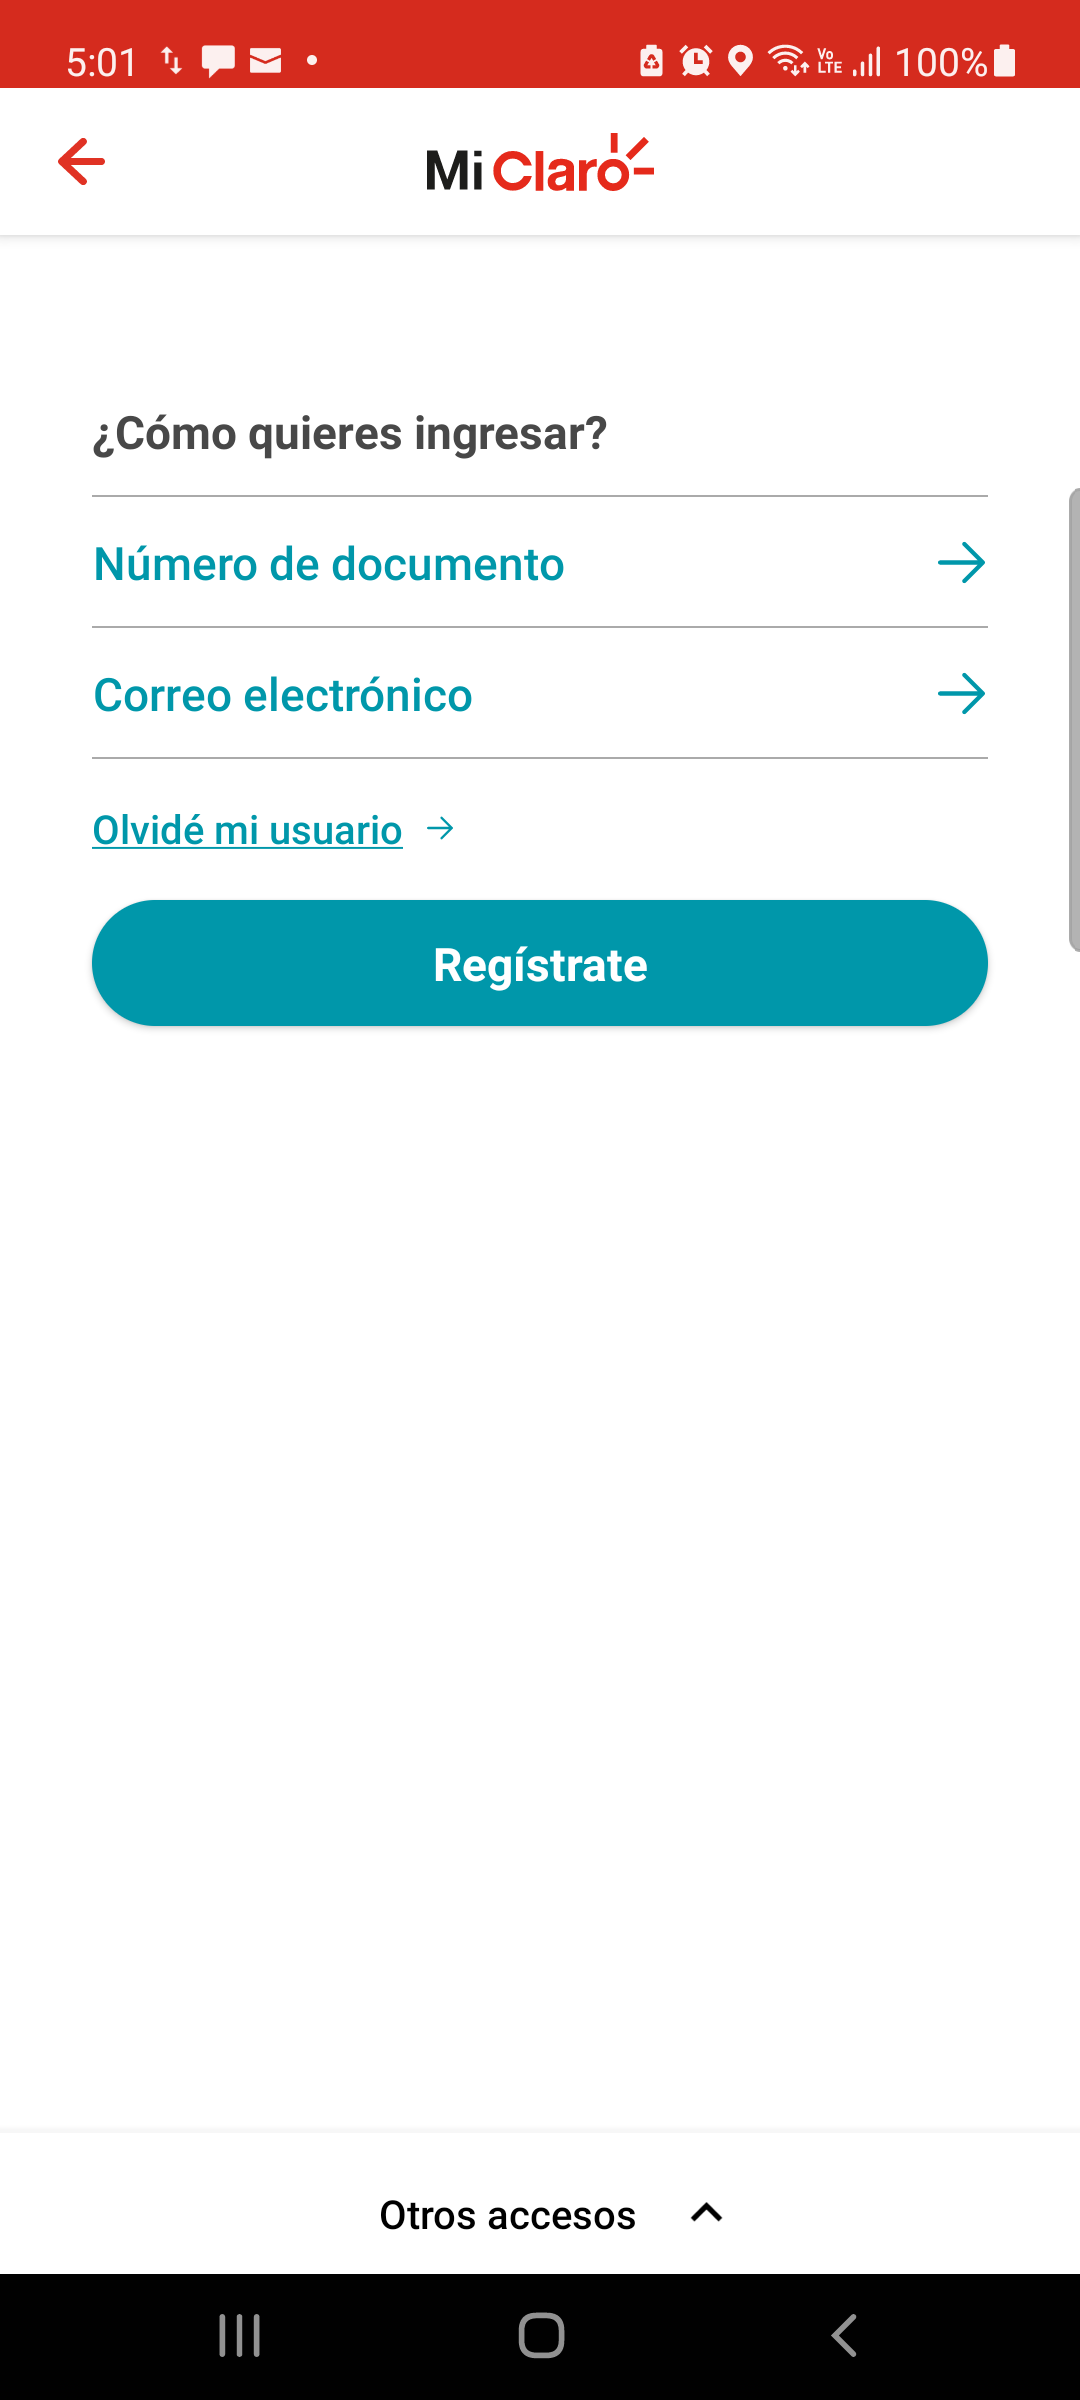 5:01
Vo LTE 100%
Mi Claro
¿Cómo quieres ingresar?
Número de documento
Correo electrónico
Olvidé mi usuario
Regístrate
Otros accesos